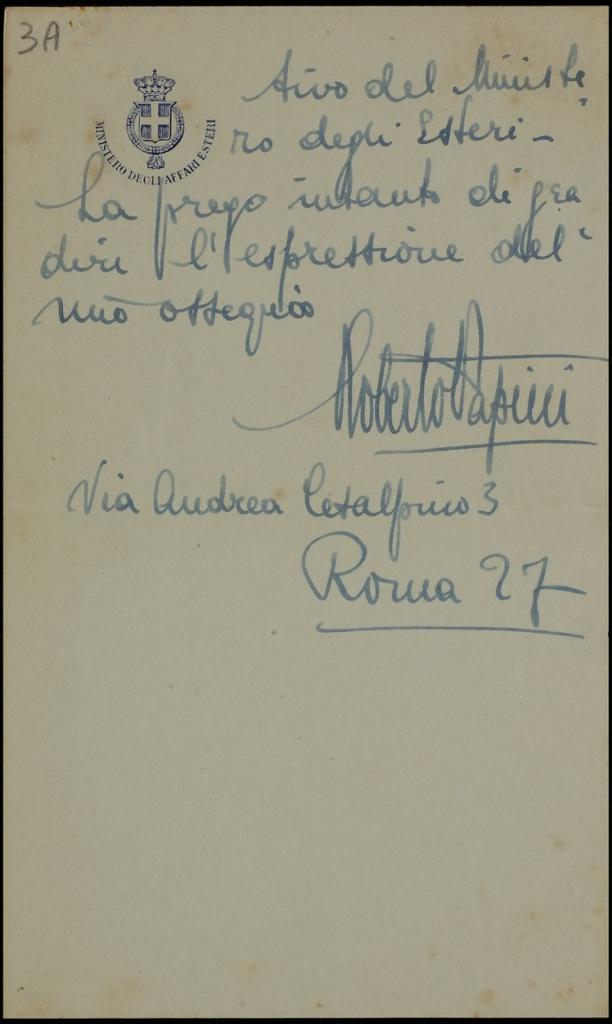 3A
MINISTERO DEGLI AFFARI ESTERI
tivo del Ministe-
ro degli Esteri -
La prego intanto di gra
dire l'espressione del
mio ossequio
Roberto Papini
Via Andrea Cesalpino 3
Roma 27